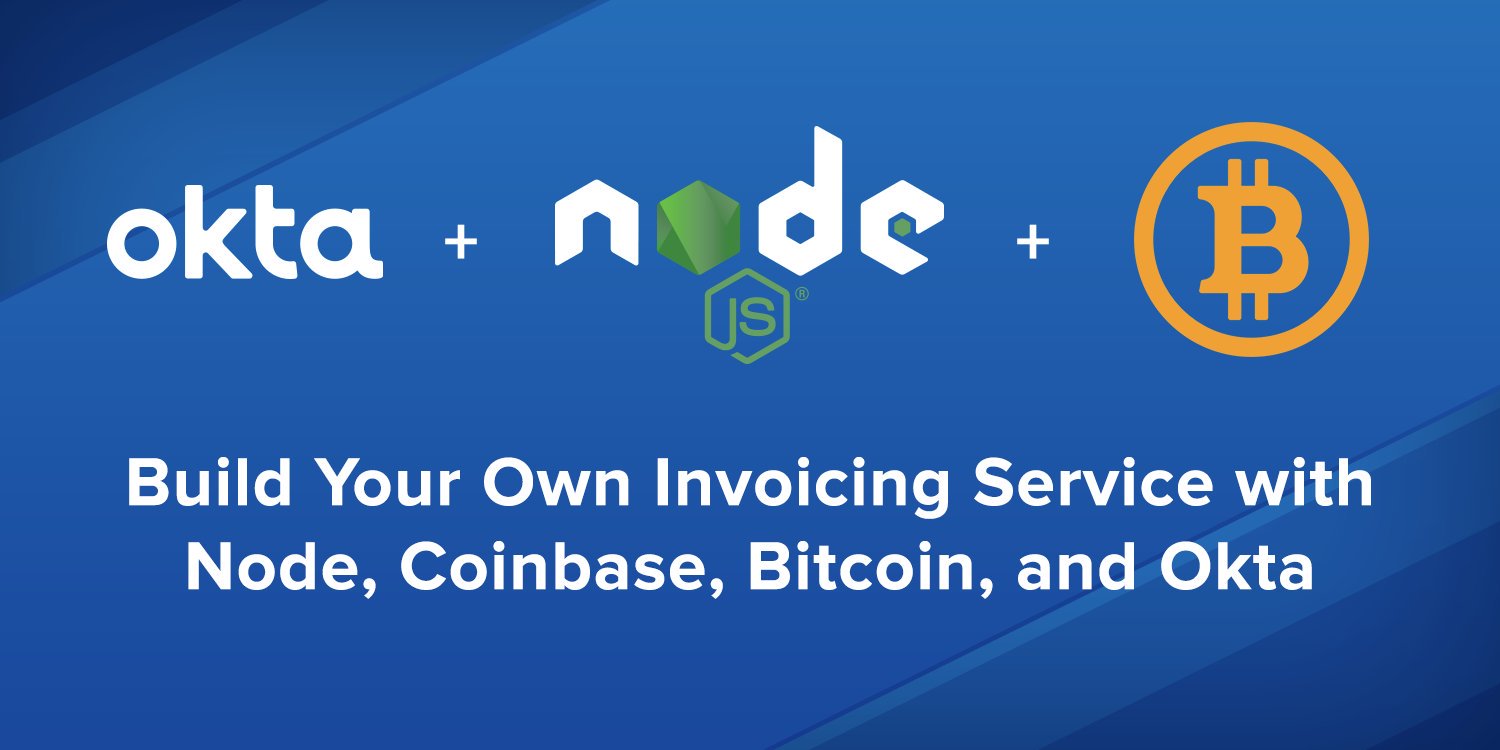 okta + node + B
JS®
Build Your Own Invoicing Service with
Node, Coinbase, Bitcoin, and Okta